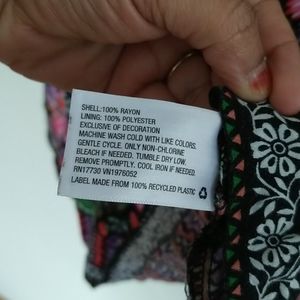 SHELL:100% RAYON
LINING: 100% POLYESTER
EXCLUSIVE OF DECORATION
MACHINE WASH COLD WITH LIKE COLORS.
GENTLE CYCLE. ONLY NON-CHLORINE
BLEACH IF NEEDED. TUMBLE DRY LOW.
REMOVE PROMPTLY. COOL IRON IF NEEDED.
RN17730 VN1976052
LABEL MADE FROM 100% RECYCLED PLASTIC